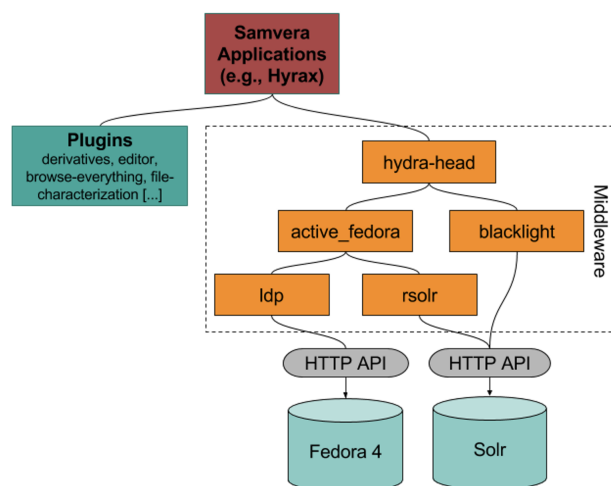 Samvera
Applications
(e.g., Hyrax)
Plugins
derivatives, editor,
browse-everything, file-
characterization [...]
hydra-head
Middleware
active_fedora
blacklight
ldp
rsolr
HTTP API
HTTP API
Fedora 4
Solr